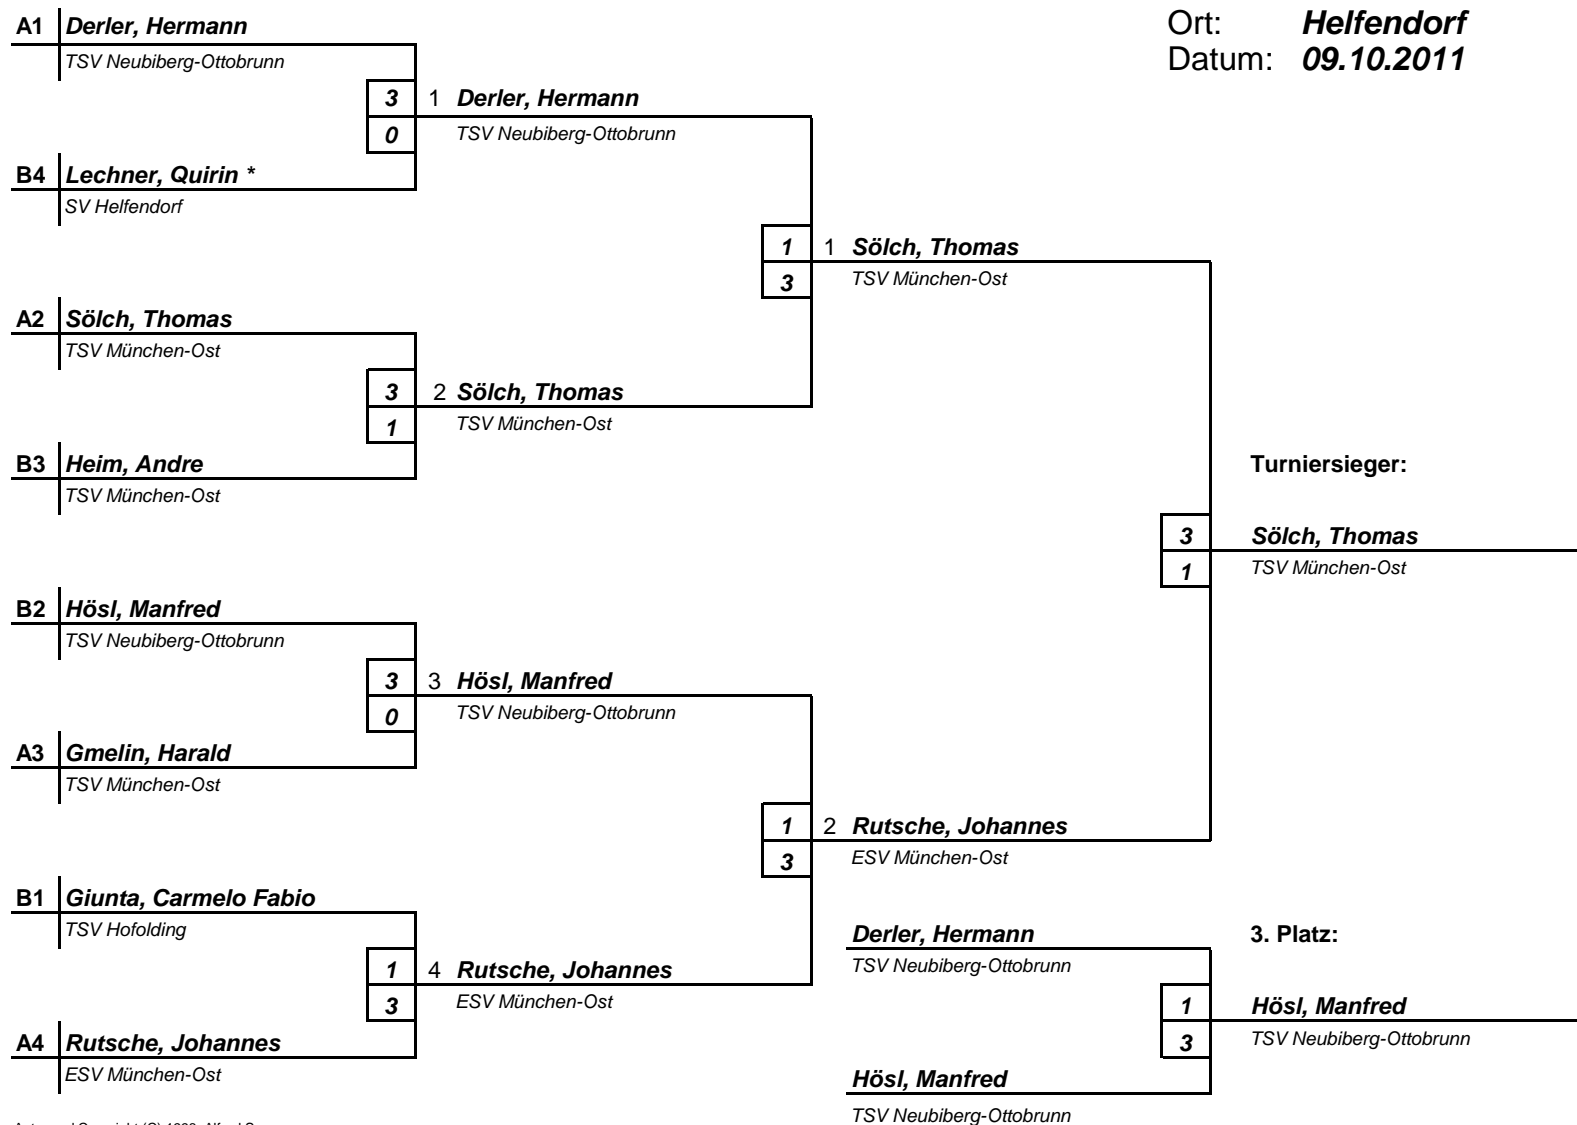 A1 Derler, Hermann
TSV Neubiberg-Ottobrunn
Ort: Helfendorf
Datum: 09.10.2011
3 1 Derler, Hermann
0 TSV Neubiberg-Ottobrunn
B4 Lechner, Quirin *
SV Helfendorf
1 1 Sölch, Thomas
3 TSV München-Ost
A2 Sölch, Thomas
TSV München-Ost
3 2 Sölch, Thomas
1 TSV München-Ost
B3 Heim, Andre
TSV München-Ost
Turniersieger:
3 Sölch, Thomas
1 TSV München-Ost
B2 Hösl, Manfred
TSV Neubiberg-Ottobrunn
3 3 Hösl, Manfred
0 TSV Neubiberg-Ottobrunn
A3 Gmelin, Harald
TSV München-Ost
1 2 Rutsche, Johannes
3 ESV München-Ost
B1 Giunta, Carmelo Fabio
TSV Hofolding
Derler, Hermann
TSV Neubiberg-Ottobrunn
3. Platz:
1 4 Rutsche, Johannes
3 ESV München-Ost
1 Hösl, Manfred
3 TSV Neubiberg-Ottobrunn
A4 Rutsche, Johannes
ESV München-Ost
Hösl, Manfred
TSV Neubiberg-Ottobrunn